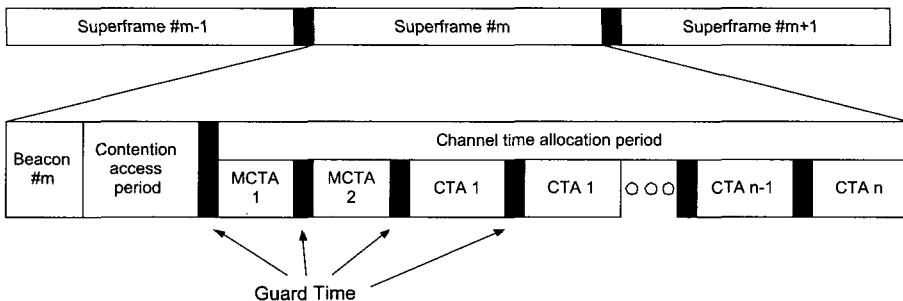 Superframe #m-1
Superframe #m
Superframe #m+1
Channel time allocation period
Beacon
#m
Contention
access
period
MCTA
1
MCTA
2
CTA 1
CTA 1
CTA n-1
CTA n
Guard Time